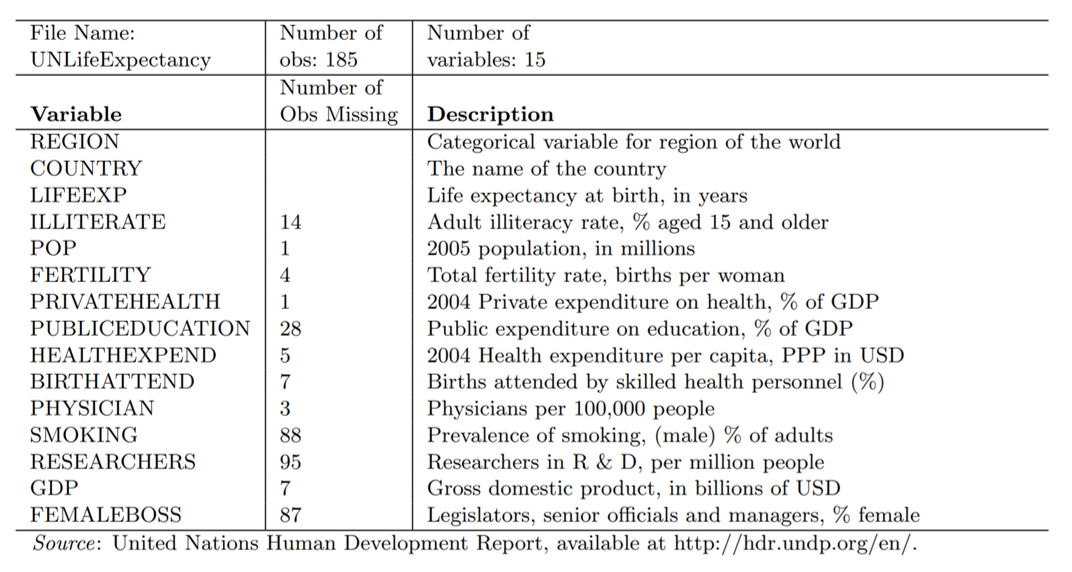 File Name: Number of Number of
UNLifeExpectancy obs: 185 variables: 15
Number of
Variable Obs Missing Description
REGION Categorical variable for region of the world
COUNTRY The name of the country
LIFEEXP Life expectancy at birth, in years
ILLITERATE 14 Adult illiteracy rate, % aged 15 and older
POP 1 2005 population, in millions
FERTILITY 4 Total fertility rate, births per woman
PRIVATEHEALTH 1 2004 Private expenditure on health, % of GDP
PUBLICEDUCATION 28 Public expenditure on education, % of GDP
HEALTHEXPEND 5 2004 Health expenditure per capita, PPP in USD
BIRTHATTEND 7 Births attended by skilled health personnel (%)
PHYSICIAN 3 Physicians per 100,000 people
SMOKING 88 Prevalence of smoking, (male) % of adults
RESEARCHERS 95 Researchers in R & D, per million people
GDP 7 Gross domestic product, in billions of USD
FEMALEBOSS 87 Legislators, senior officials and managers, % female
Source: United Nations Human Development Report, available at http://hdr.undp.org/en/.